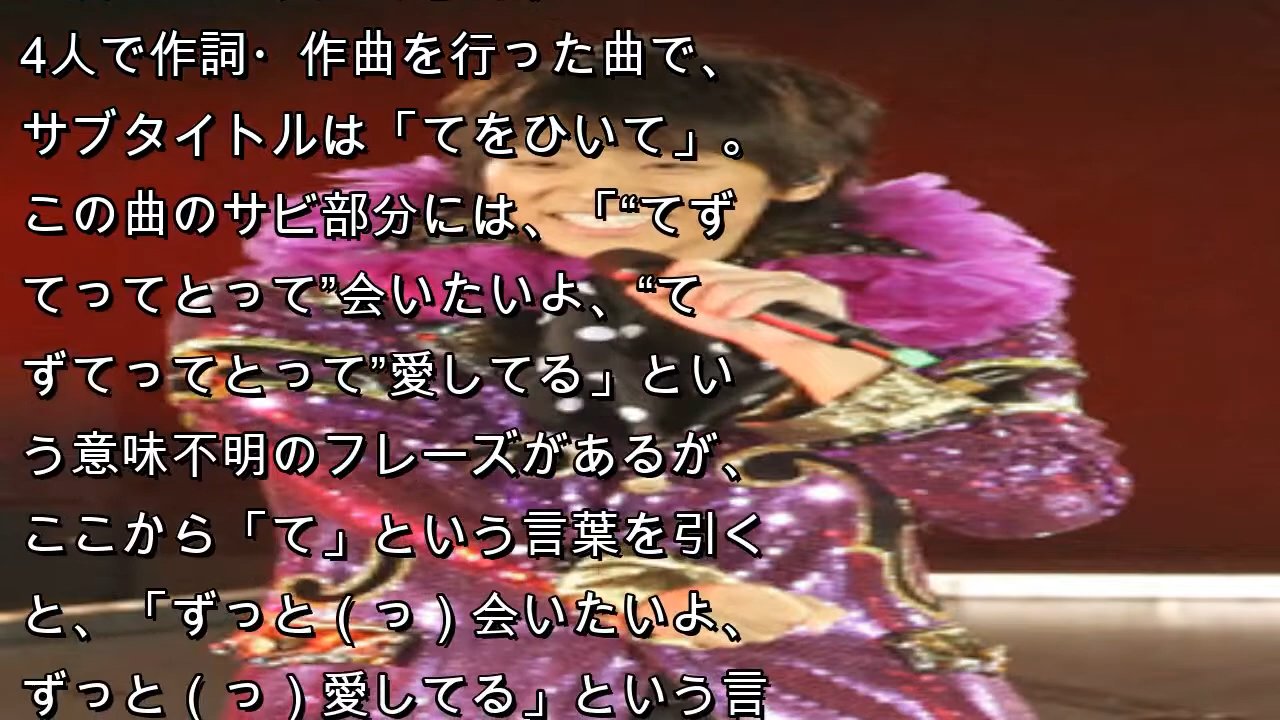 4人で作詞・作曲を行った曲で、
サブタイトルは「てをひいて」。
この曲のサビ部分には、「“てず
てってとって”会いたいよ、“て
ずてってとって”愛してる」とい
う意味不明のフレーズがあるが、
ここから「て」という言葉を引く
と、「ずっと(っ)会いたいよ、
ずっと(っ)愛してる」という言